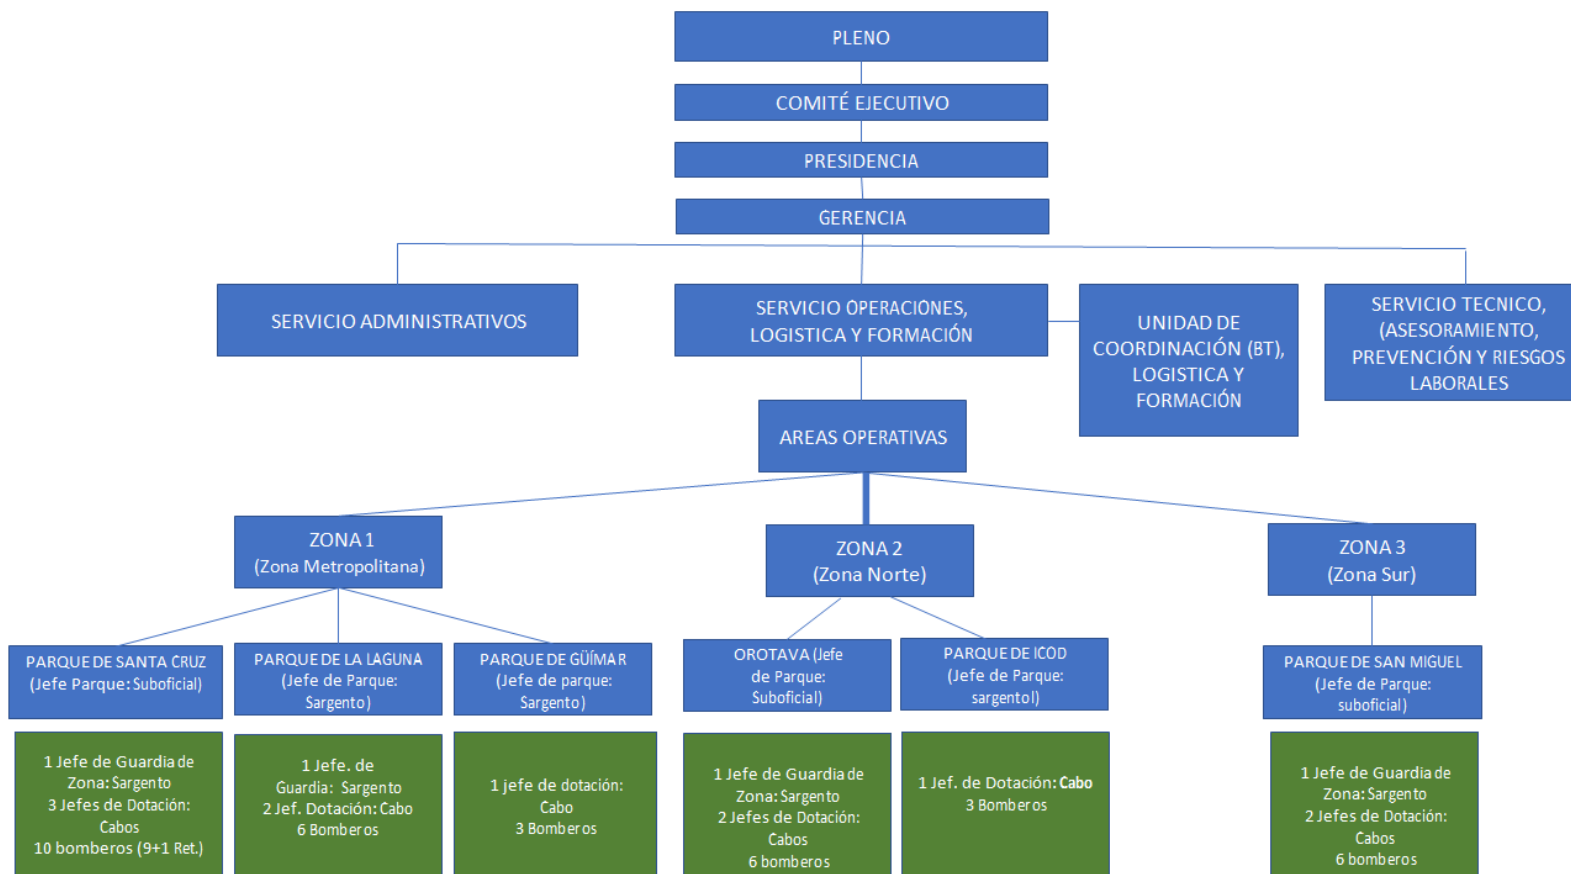 PLENO
COMITÉ EJECUTIVO
PRESIDENCIA
GERENCIA
SERVICIO ADMINISTRATIVOS
SERVICIO OPERACIONES,
LOGISTICA Y FORMACIÓN
UNIDAD DE
COORDINACIÓN (BT),
LOGISTICA Y
FORMACIÓN
SERVICIO TECNICO,
(ASESORAMIENTO,
PREVENCIÓN Y RIESGOS
LABORALES
AREAS OPERATIVAS
ZONA 1
(Zona Metropolitana)
ZONA 2
(Zona Norte)
ZONA 3
(Zona Sur)
PARQUE DE SANTA CRUZ
(Jefe Parque: Suboficial)
PARQUE DE LA LAGUNA
(Jefe de Parque:
Sargento)
PARQUE DE GÜÍMAR
(Jefe de parque:
Sargento)
OROTAVA (Jefe
de Parque:
Suboficial)
PARQUE DE ICOD
(Jefe de Parque:
sargentol)
PARQUE DE SAN MIGUEL
(Jefe de Parque:
suboficial)
1 Jefe de Guardia de
Zona: Sargento
3 Jefes de Dotación:
Cabos
10 bomberos (9+1 Ret.)
1 Jefe. de
Guardia: Sargento
2 Jef. Dotación: Cabo
6 Bomberos
1 jefe de dotación:
Cabo
3 Bomberos
1 Jefe de Guardia de
Zona: Sargento
2 Jefes de Dotación:
Cabos
6 bomberos
1 Jef. de Dotación: Cabo
3 Bomberos
1 Jefe de Guardia de
Zona: Sargento
2 Jefes de Dotación:
Cabos
6 bomberos